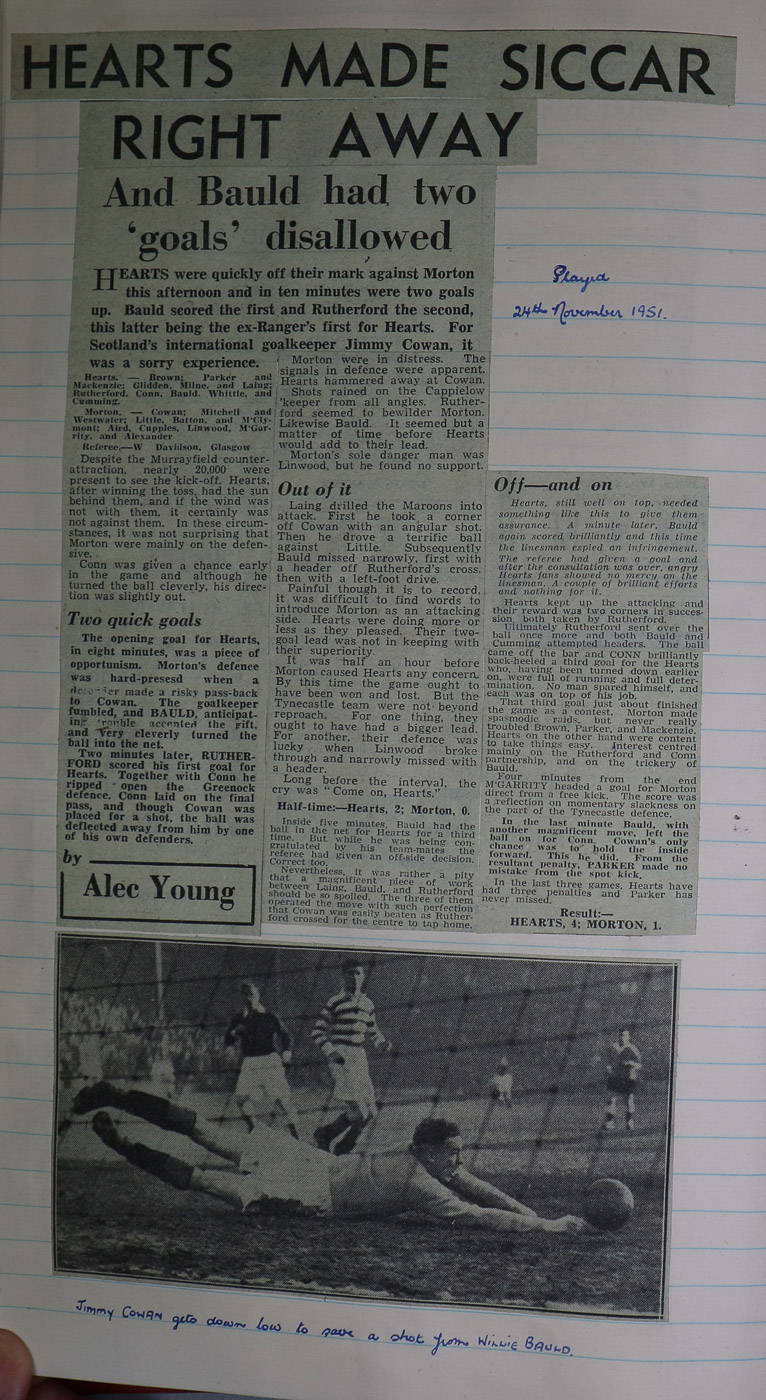 HEARTS MADE SICCAR
RIGHT AWAY
And Bauld had two
‘goals’ disallowed
HEARTS were quickly off their mark against Morton
this afternoon and in ten minutes were two goals
up. Bauld scored the first and Rutherford the second,
this latter being the ex-Ranger's first for Hearts. For
Scotland's international goalkeeper Jimmy Cowan, it
was a sorry experience.
Hearts. — Brown; Parker and
Mackenzie; Glidden, Milne, and Laing;
Rutherford, Conn, Bauld, Whittle, and
Cumming.
Morton. — Cowan; Mitchell and
Westwater; Little, Batton, and M'Cly-
mont; Aird, Cupples, Linwood, M'Gar-
rity, and Alexander
Referee.—W Davidson, Glasgow
Despite the Murrayfield counter-
attraction, nearly 20,000 were
present to see the kick-off. Hearts,
after winning the toss, had the sun
behind them, and if the wind was
not with them, it certainly was
not against them. In these circum-
stances, it was not surprising that
Morton were mainly on the defen-
sive.
Conn was given a chance early
in the game and although he
turned the ball cleverly, his direc-
tion was slightly out.
Two quick goals
The opening goal for Hearts,
in eight minutes, was a piece of
opportunism. Morton's defence
was hard-presesd when a
made a risky pass-back
to Cowan. The goalkeeper
fumbled, and BAULD, anticipat-
ing trouble accepted the gift,
and very cleverly turned the
ball into the net.
Two minutes later, RUTHER-
FORD scored his first goal for
Hearts. Together with Conn he
ripped open the Greenock
defence. Conn laid on the final
pass, and though Cowan was
placed for a shot, the ball was
deflected away from him by one
of his own defenders.
by
Alec Young
Morton were in distress. The
signals in defence were apparent.
Hearts hammered away at Cowan.
Shots rained on the Cappielow
'keeper from all angles. Ruther-
ford seemed to bewilder Morton.
Likewise Bauld. It seemed but a
matter of time before Hearts
would add to their lead.
Morton's sole danger man was
Linwood, but he found no support.
Out of it
Laing drilled the Maroons into
attack. First he took a corner
off Cowan with an angular shot.
Then he drove a terrific ball
against Little. Subsequently
Bauld missed narrowly, first with
a header off Rutherford's cross,
then with a left-foot drive.
Painful though it is to record,
it was difficult to find words to
introduce Morton as an attacking
side. Hearts were doing more or
less as they pleased. Their two-
goal lead was not in keeping with
their superiority.
It was half an hour before
Morton caused Hearts any concern.
By this time the game ought to
have been won and lost. But the
Tynecastle team were not beyond
reproach. For one thing, they
ought to have had a bigger lead.
For another, their defence was
lucky when Linwood broke
through and narrowly missed with
a header.
Long before the interval, the
cry was "Come on, Hearts."
Half-time:—Hearts, 2; Morton, 0.
Inside five minutes, Bauld had the
ball in the net for Hearts for a third
time. But while he was being con-
gratulated by his team-mates the
referee had given an off-side decision.
Correct too.
Nevertheless, it was rather a pity
that a magnificent piece of work
between Laing, Bauld, and Rutherford
should be so spoiled. The three of them
operated the move with such perfection
that Cowan was easily beaten as Ruther-
ford crossed for the centre to tap home.
Played
24th November 1951.
Off—and on
Hearts, still well on top, needed
something like this to give them
assurance. A minute later, Bauld
again scored brilliantly and this time
the linesman espied an infringement.
The referee had given a goal and
after the consultation was over, angry
Hearts fans showed no mercy on the
linesman. A couple of brilliant efforts
and nothing for it.
Hearts kept up the attacking and
their reward was two corners in succes-
sion, both taken by Rutherford.
Ultimately Rutherford sent over the
ball once more and both Bauld and
Cumming attempted headers. The ball
came off the bar and CONN brilliantly
back-heeled a third goal for the Hearts
who, having been turned down earlier
on, were full of running and full deter-
mination. No man spared himself, and
each was on top of his job.
That third goal just about finished
the game as a contest. Morton made
spasmodic raids, but never really
troubled Brown, Parker, and Mackenzie.
Hearts on the other hand were content
to take things easy. Interest centred
mainly on the Rutherford and Conn
partnership, and on the trickery of
Bauld.
Four minutes from the end
M'GARRITY headed a goal for Morton
direct from a free kick. The score was
a reflection on momentary slackness on
the part of the Tynecastle defence.
In the last minute Bauld, with
another magnificent move, left the
ball on for Conn. Cowan's only
chance was to hold the inside
forward. This he did. From the
resultant penalty, PARKER made no
mistake from the spot kick.
In the last three games, Hearts have
had three penalties and Parker has
never missed.
Result:—
HEARTS, 4; MORTON, 1.
Jimmy COWAN gets down low to save a shot from WILLIE BAULD.